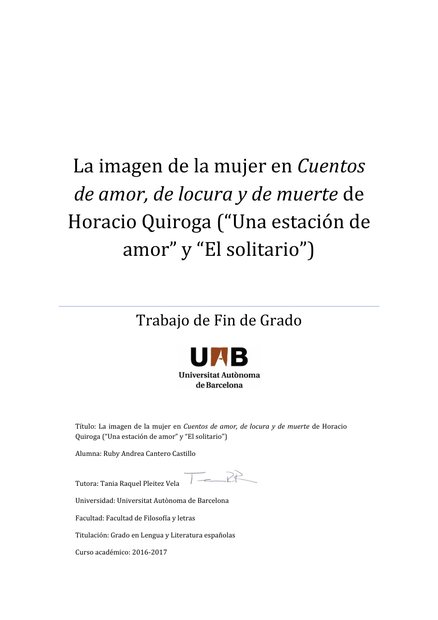 La imagen de la mujer en Cuentos
de amor, de locura y de muerte de
Horacio Quiroga (“Una estación de
amor” y “El solitario”)
Trabajo de Fin de Grado
UAB
Universitat Autònoma
de Barcelona
Título: La imagen de la mujer en Cuentos de amor, de locura y de muerte de Horacio
Quiroga (“Una estación de amor” y “El solitario”)
Alumna: Ruby Andrea Cantero Castillo
Tutora: Tania Raquel Pleitez Vela
Universidad: Universitat Autònoma de Barcelona
Facultad: Facultad de Filosofía y letras
Titulación: Grado en Lengua y Literatura españolas
Curso académico: 2016-2017